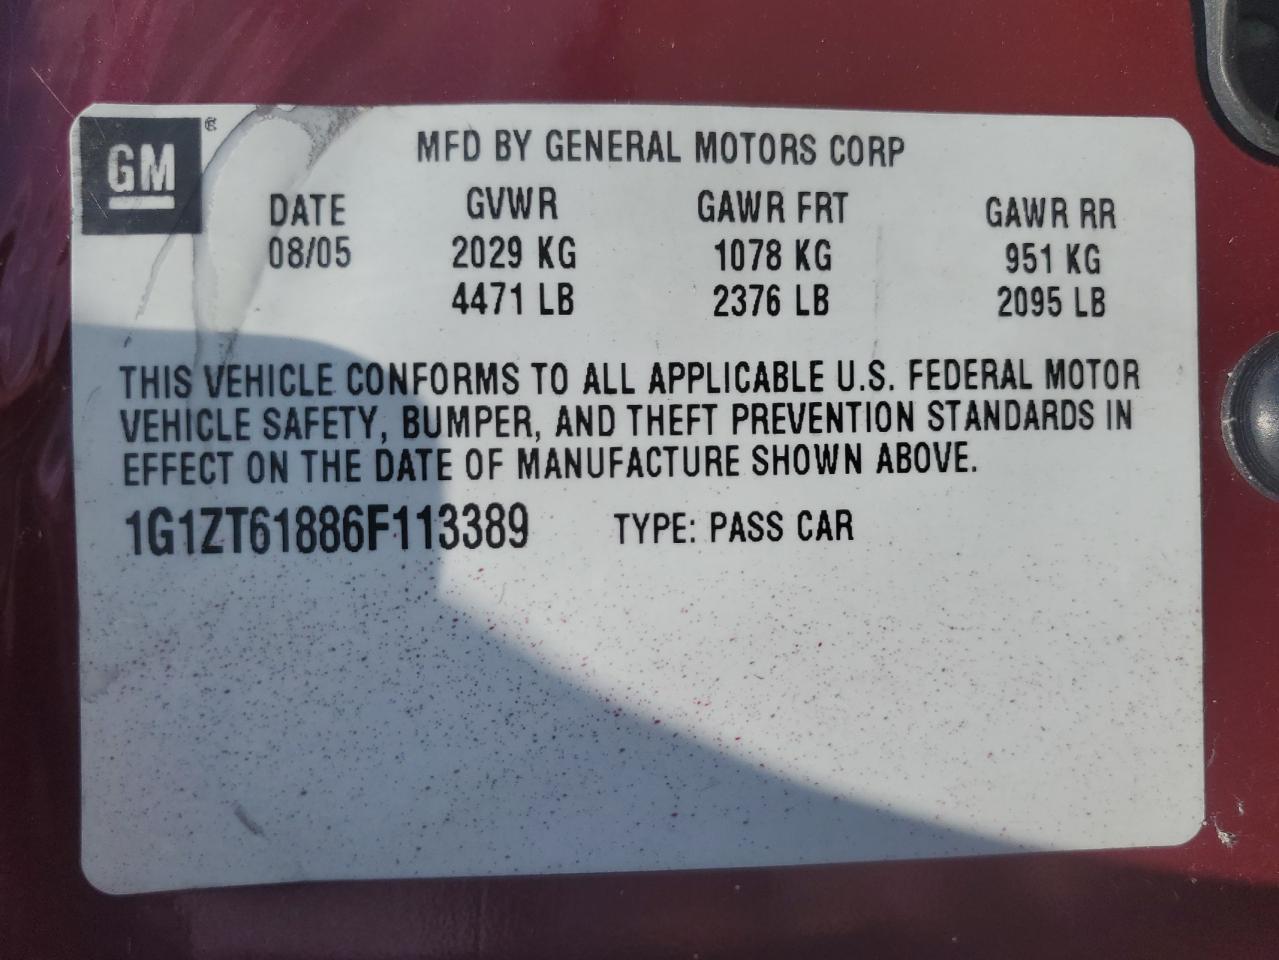 GM
MFD BY GENERAL MOTORS CORP
DATE GVWR GAWR FRT GAWR RR
08/05 2029 KG 1078 KG 951 KG
4471 LB 2376 LB 2095 LB
THIS VEHICLE CONFORMS TO ALL APPLICABLE U.S. FEDERAL MOTOR
VEHICLE SAFETY, BUMPER, AND THEFT PREVENTION STANDARDS IN
EFFECT ON THE DATE OF MANUFACTURE SHOWN ABOVE.
1G1ZT61886F113389 TYPE: PASS CAR